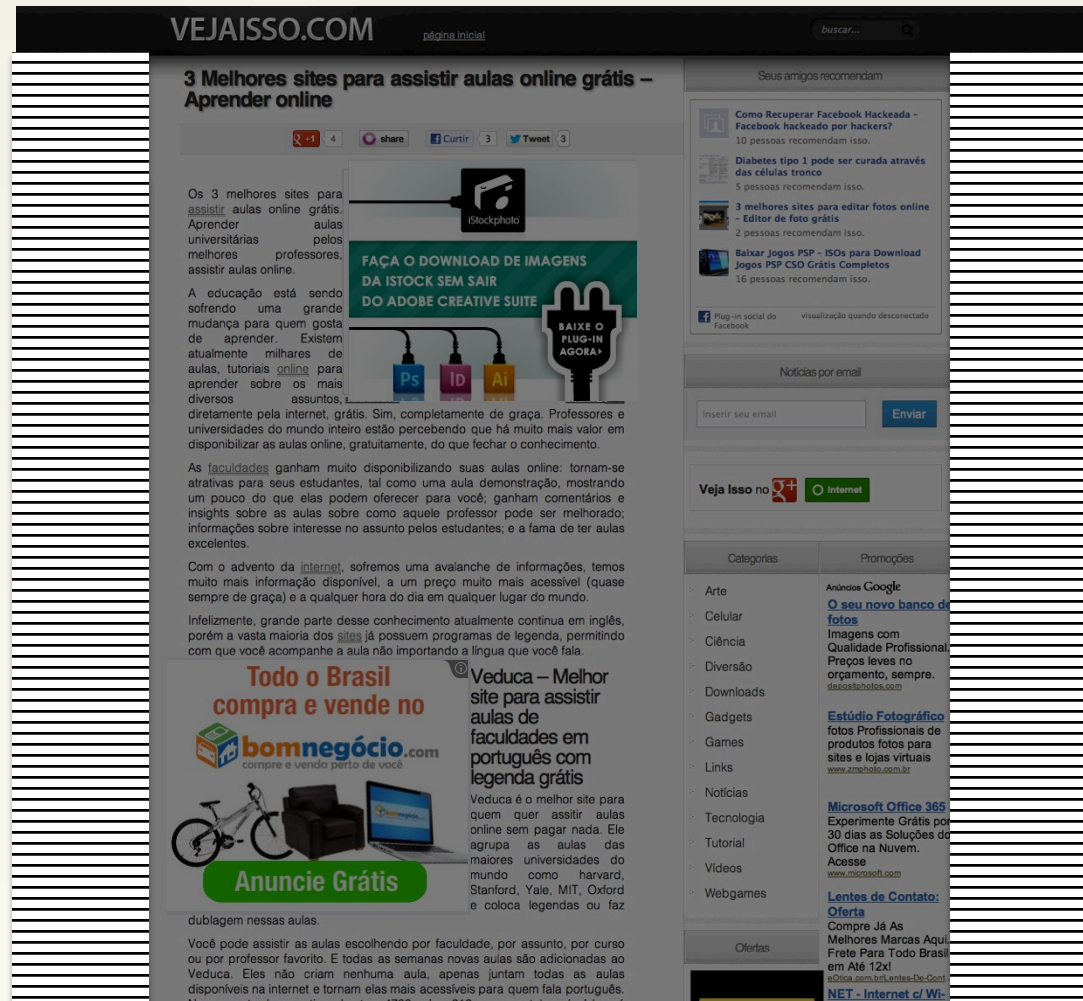 VEJAISSO.COM
página inicial
buscar...
3 Melhores sites para assistir aulas online grátis –
Aprender online
+1 4 share Curtir 3 Tweet 3
Os 3 melhores sites para
assistir aulas online grátis.
Aprender aulas
universitárias pelos
melhores professores,
assistir aulas online.
A educação está sendo
sofrendo uma grande
mudança para quem gosta
de aprender. Existem
atualmente milhares de
aulas, tutoriais online para
aprender sobre os mais
diversos assuntos,
diretamente pela internet, grátis. Sim, completamente de graça. Professores e
universidades do mundo inteiro estão percebendo que há muito mais valor em
disponibilizar as aulas online, gratuitamente, do que fechar o conhecimento.
iStockphoto
FAÇA O DOWNLOAD DE IMAGENS
DA ISTOCK SEM SAIR
DO ADOBE CREATIVE SUITE
BAIXE O
PLUG-IN
AGORA
Ps ID Ai
As faculdades ganham muito disponibilizando suas aulas online: tornam-se
atrativas para seus estudantes, tal como uma aula demonstração, mostrando
um pouco do que elas podem oferecer para você; ganham comentários e
insights sobre as aulas sobre como aquele professor pode ser melhorado;
informações sobre interesse no assunto pelos estudantes; e a fama de ter aulas
excelentes.
Com o advento da internet, sofremos uma avalanche de informações, temos
muito mais informação disponível, a um preço muito mais acessível (quase
sempre de graça) e a qualquer hora do dia em qualquer lugar do mundo.
Infelizmente, grande parte desse conhecimento atualmente continua em inglês,
porém a vasta maioria dos sites já possuem programas de legenda, permitindo
com que você acompanhe a aula não importando a língua que você fala.
Todo o Brasil
compra e vende no
bomnegócio.com
compre e venda perto de você
Anuncie Grátis
Veduca – Melhor
site para assistir
aulas de
faculdades em
português com
legenda grátis
Veduca é o melhor site para
quem quer assitir aulas
online sem pagar nada. Ele
agrupa as aulas das
maiores universidades do
mundo como harvard,
Stanford, Yale, MIT, Oxford
e coloca legendas ou faz
dublagem nessas aulas.
Você pode assistir as aulas escolhendo por faculdade, por assunto, por curso
ou por professor favorito. E todas as semanas novas aulas são adicionadas ao
Veduca. Eles não criam nenhuma aula, apenas juntam todas as aulas
disponíveis na internet e tornam elas mais acessíveis para quem fala português.
Seus amigos recomendam
Como Recuperar Facebook Hackeada –
Facebook hackeado por hackers?
10 pessoas recomendam isso.
Diabetes tipo 1 pode ser curada através
das células tronco
5 pessoas recomendam isso.
3 melhores sites para editar fotos online
– Editor de foto grátis
2 pessoas recomendam isso.
Baixar Jogos PSP – ISOs para Download
Jogos PSP CSO Grátis Completos
16 pessoas recomendam isso.
Plug-in social do
Facebook
visualização quando desconectado
Notícias por email
inserir seu email
Enviar
Veja Isso no g+ Internet
Categorias
Arte
Celular
Ciência
Diversão
Downloads
Gadgets
Games
Links
Notícias
Tecnologia
Tutorial
Vídeos
Webgames
Ofertas
Promoções
Anúncios Google
O seu novo banco de
fotos
Imagens com
Qualidade Profissional.
Preços leves no
orçamento, sempre.
depositphotos.com
Estúdio Fotográfico
fotos Profissionais de
produtos fotos para
sites e lojas virtuais
www.zmphoto.com.br
Microsoft Office 365
Experimente Grátis por
30 dias as Soluções do
Office na Nuvem.
Acesse
www.microsoft.com
Lentes de Contato:
Oferta
Compre Já As
Melhores Marcas Aqui.
Frete Para Todo Brasil
em Até 12x!
eOtica.com.br/Lentes-De-Cont
NET - Internet c/ Wi-